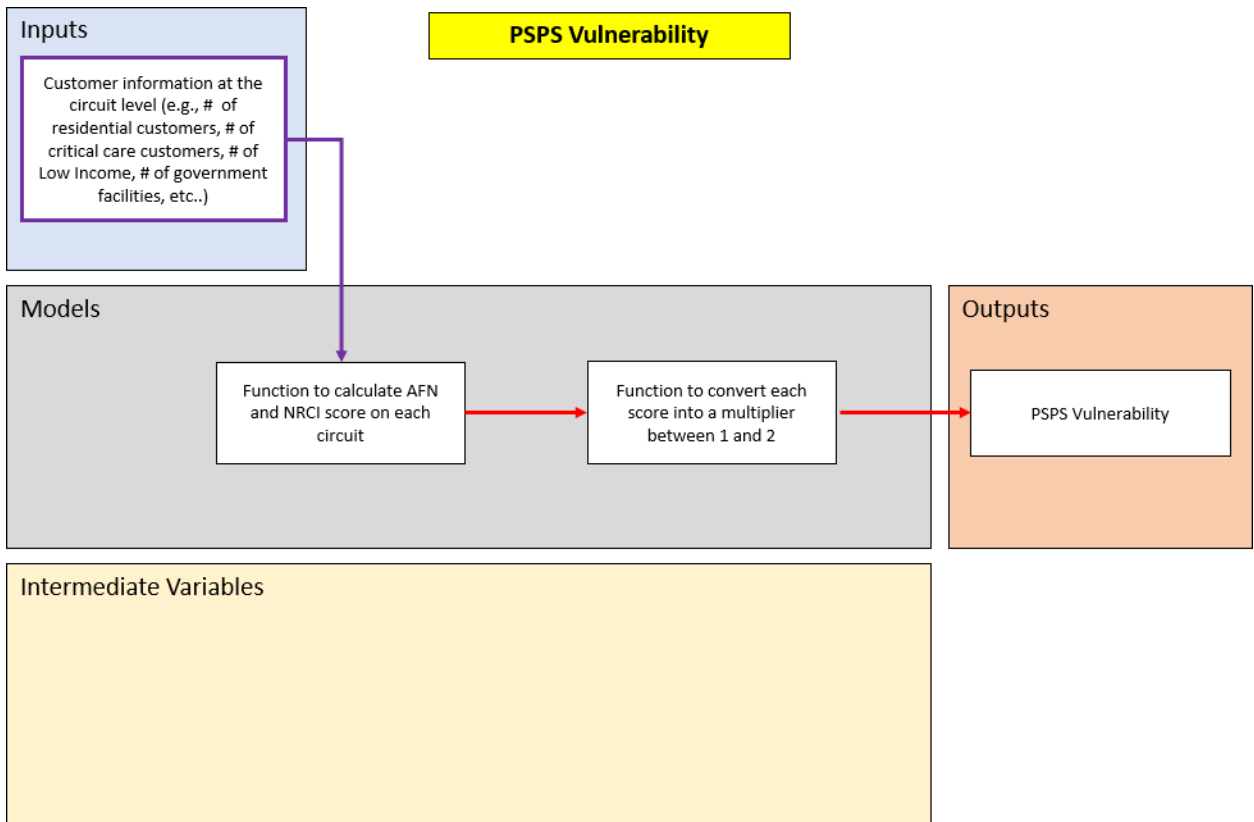 Inputs
PSPS Vulnerability
Customer information at the
circuit level (e.g., # of
residential customers, # of
critical care customers, # of
Low Income, # of government
facilities, etc..)
Models
Outputs
Function to calculate AFN
and NRCI score on each
circuit
Function to convert each
score into a multiplier
between 1 and 2
PSPS Vulnerability
Intermediate Variables